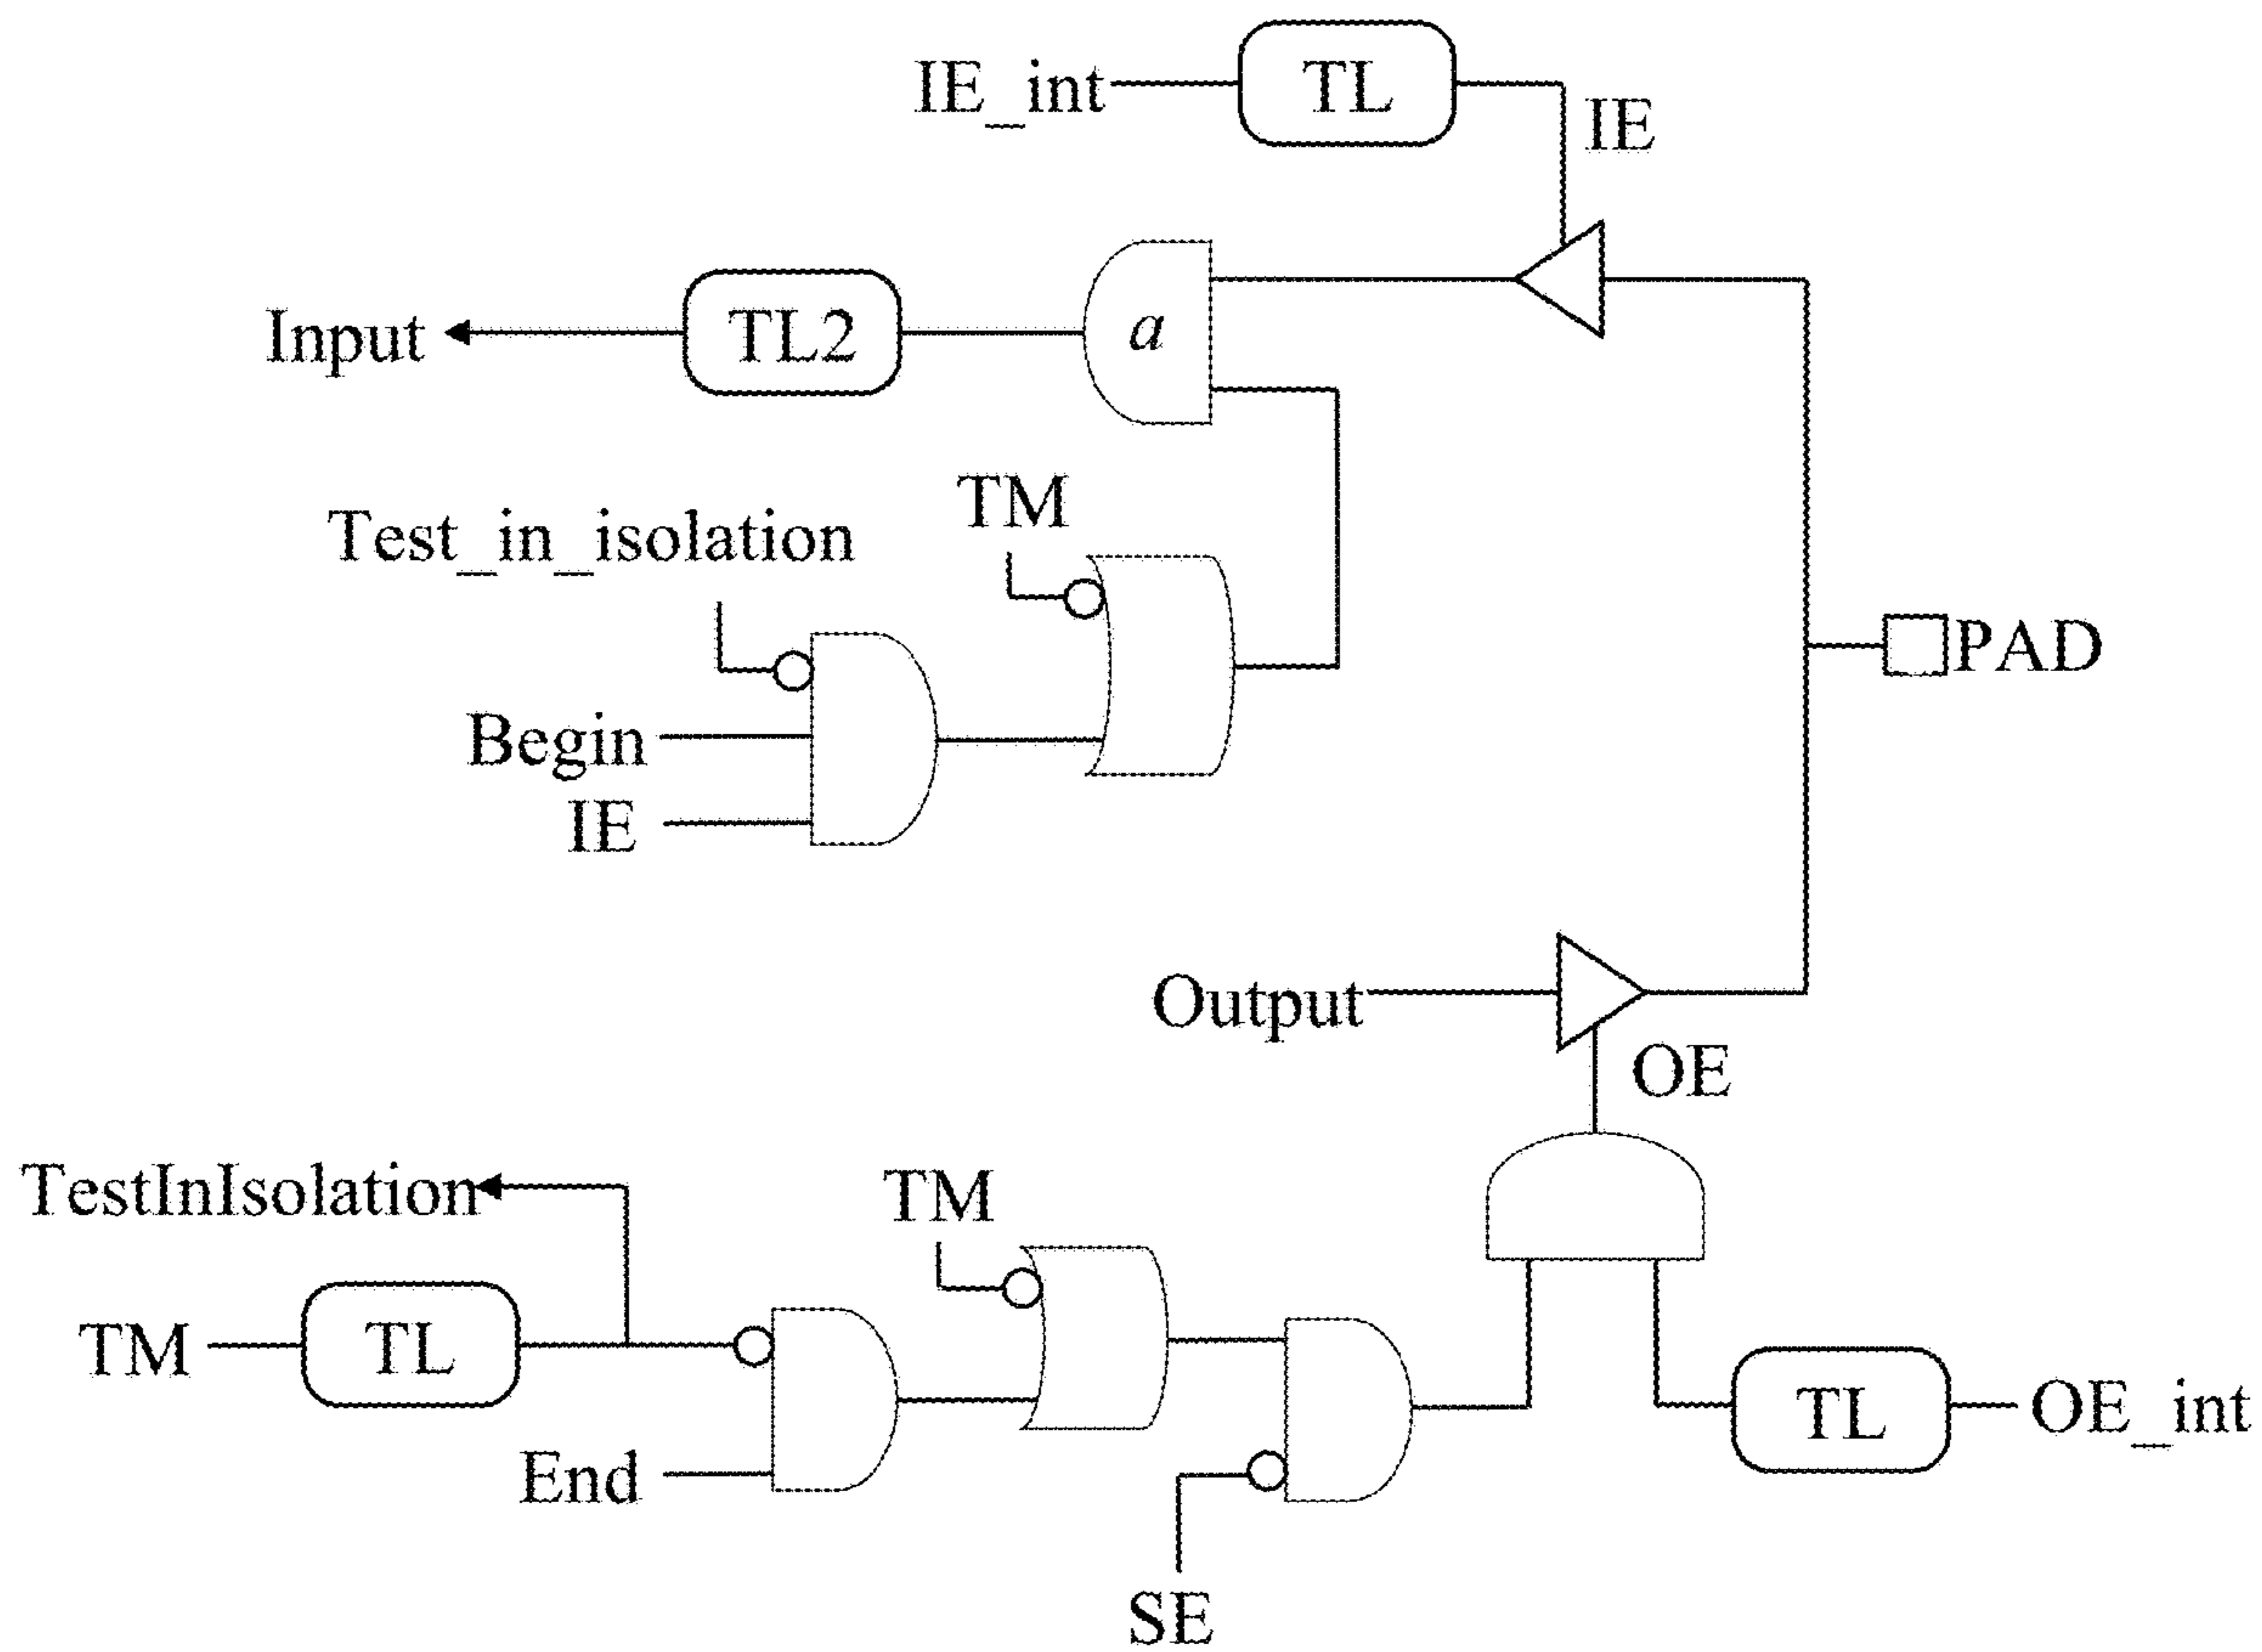 IE_int
TL
IE
Input
TL2
a
TM
Test_in_isolation
Begin
IE
PAD
Output
OE
TestInIsolation
TM
TM
TL
End
TL
OE_int
SE